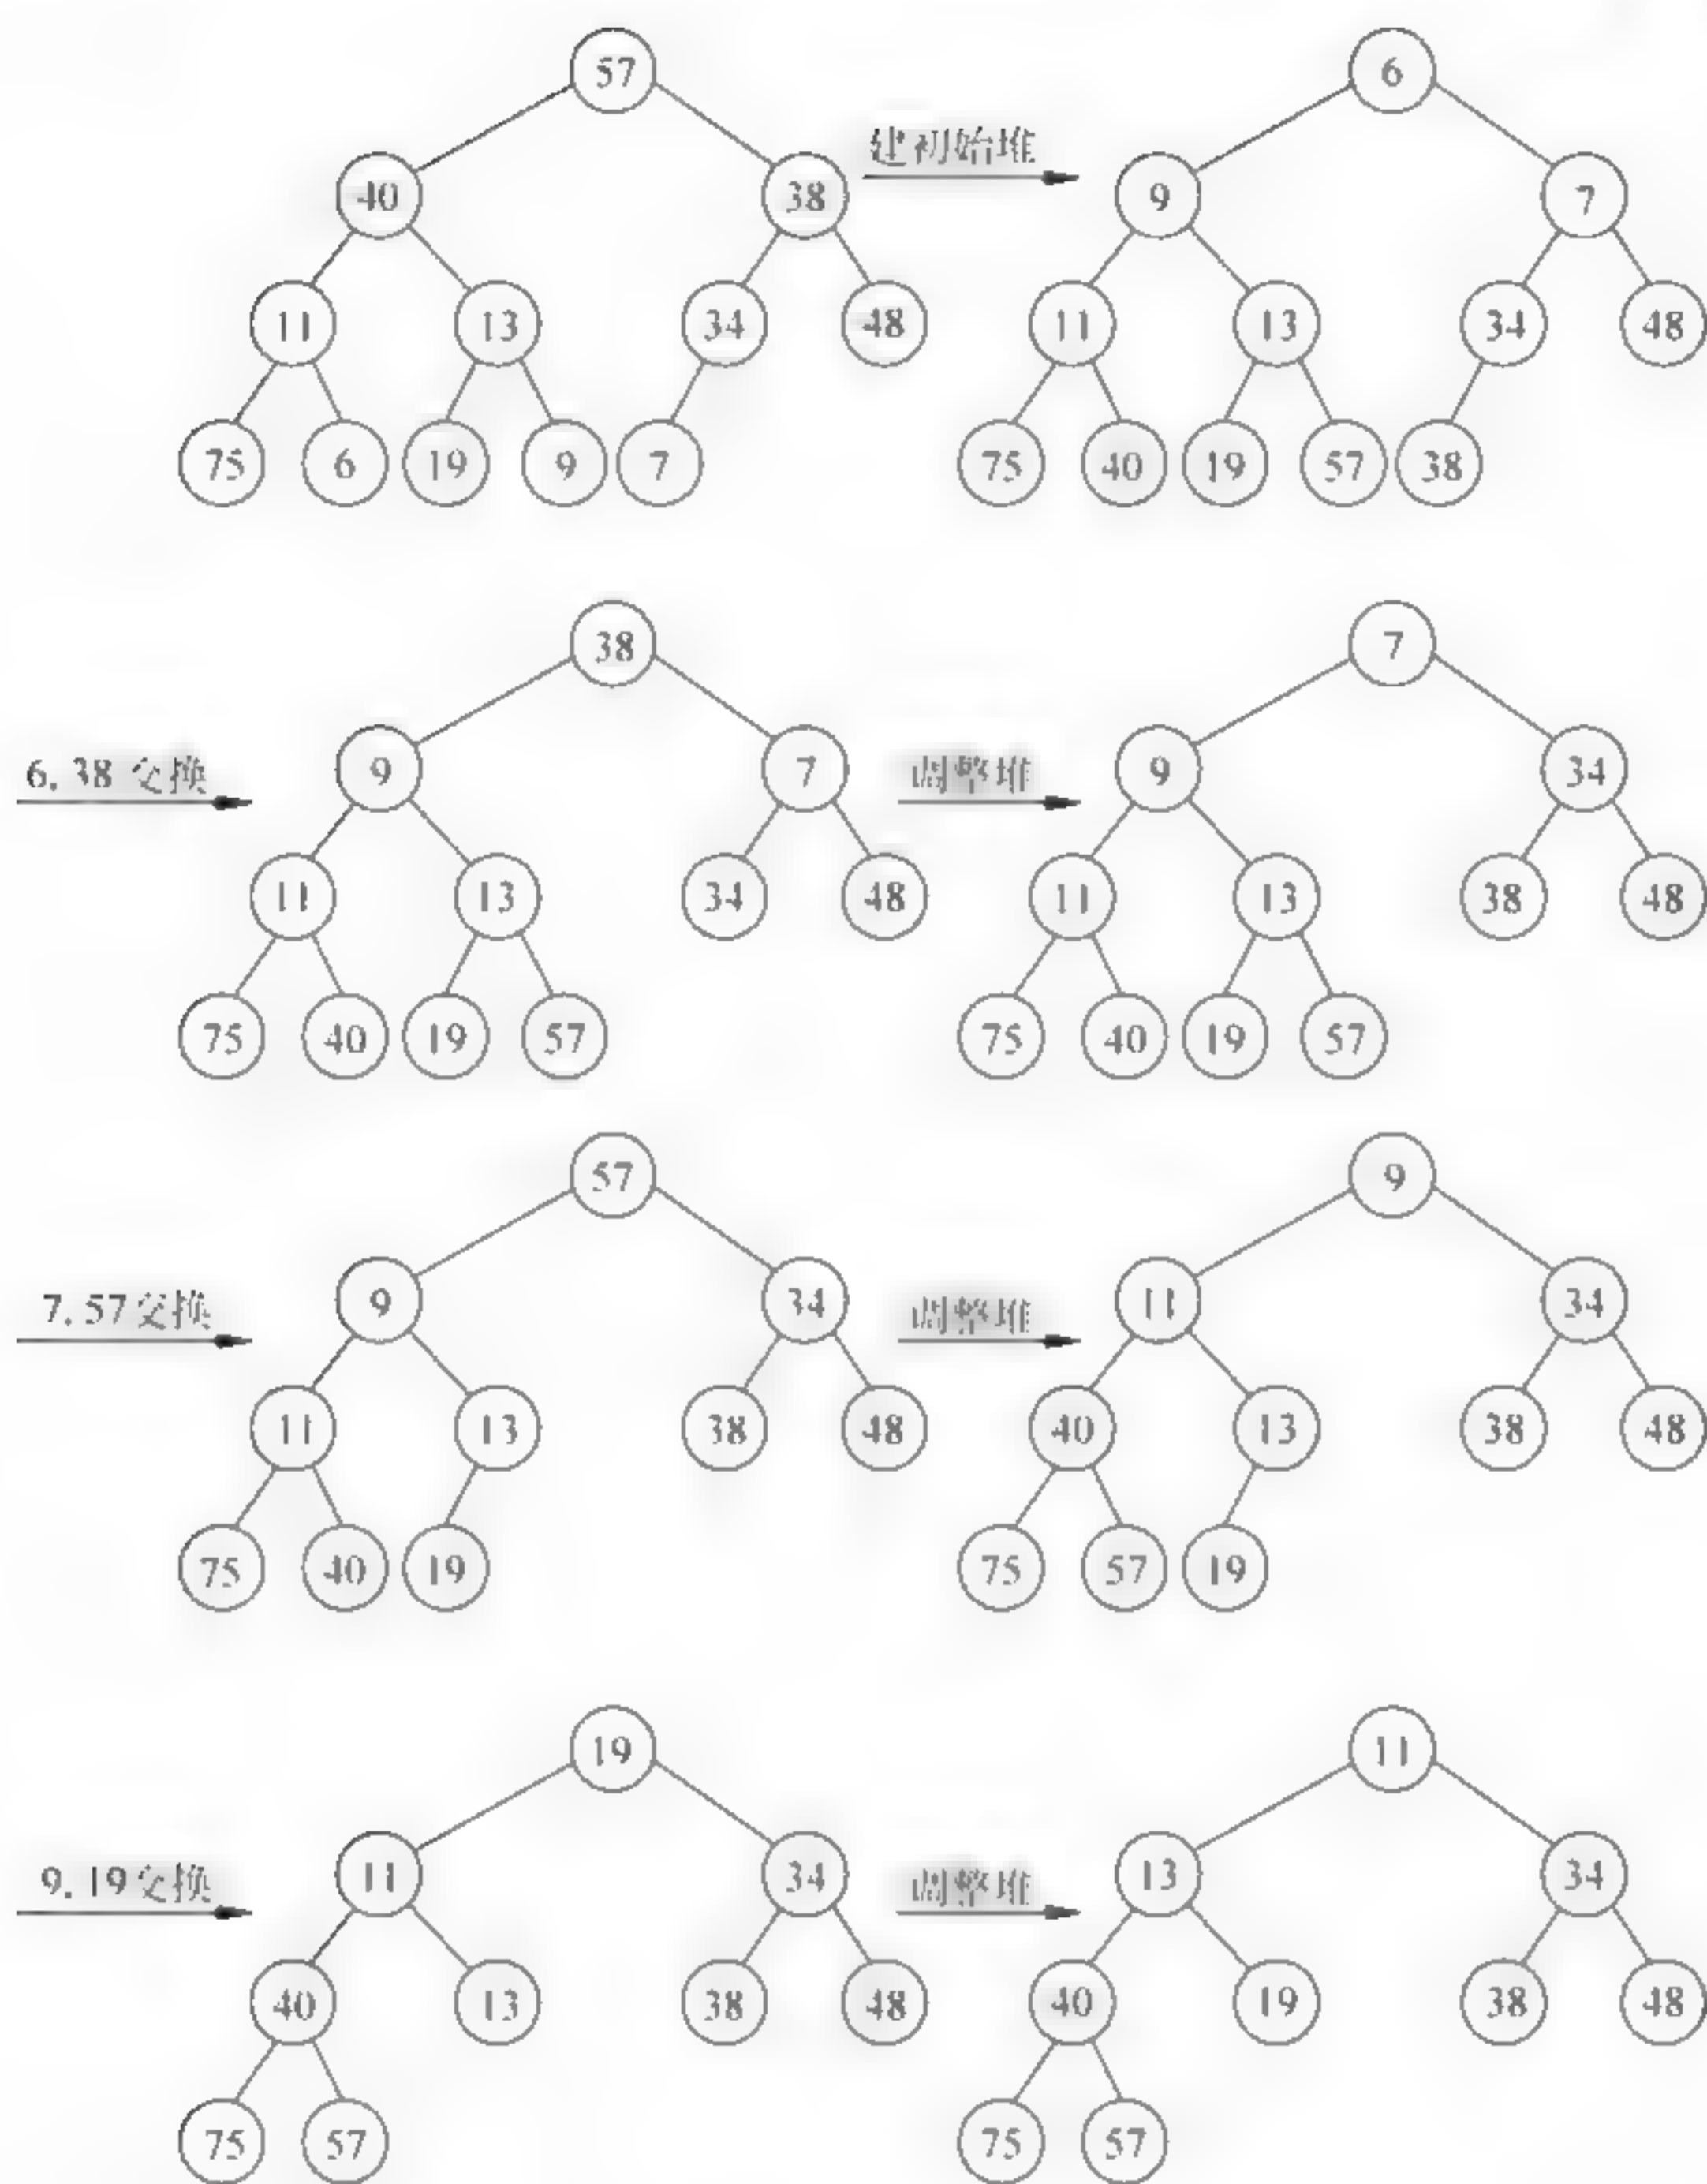 57 6
建初始堆
40 38 9 7
11 13 34 48 11 13 34 48
75 6 19 9 7 75 40 19 57 38
38 7
6,38 交换 9 7 调整堆 9 34
11 13 34 48 11 13 38 48
75 40 19 57 75 40 19 57
57 9
7,57交换 9 34 调整堆 11 34
11 13 38 48 40 13 38 48
75 40 19 75 57 19
19 11
9,19交换 11 34 调整堆 13 34
40 13 38 48 40 19 38 48
75 57 75 57